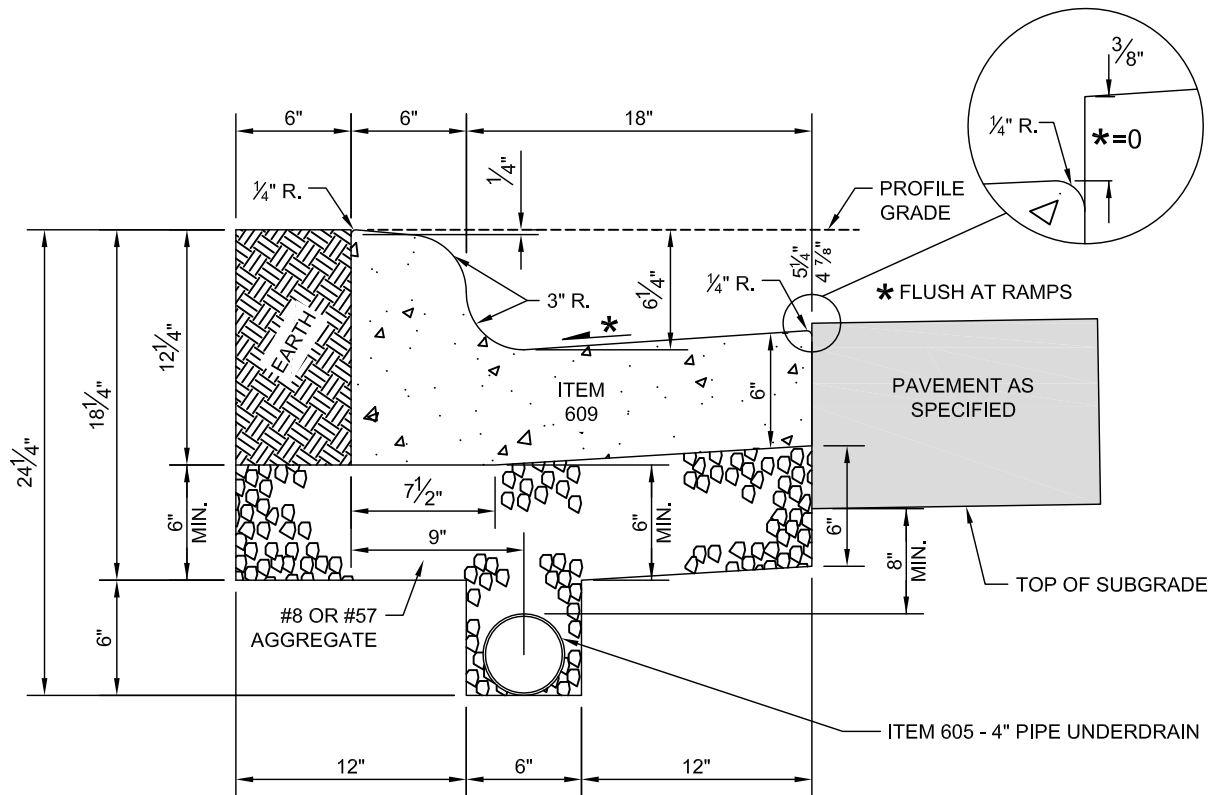 3/8"
1/4" R.
*=0
6"
6"
18"
1/4"
1/4" R.
PROFILE
GRADE
5 1/4"
4 7/8"
* FLUSH AT RAMPS
3" R.
6 1/4"
1/4" R.
*
EARTH
12 1/4"
18 1/4"
24 1/4"
ITEM
609
6"
PAVEMENT AS
SPECIFIED
7 1/2"
6"
MIN.
9"
6"
6"
8"
MIN.
#8 OR #57
AGGREGATE
TOP OF SUBGRADE
6"
ITEM 605 - 4" PIPE UNDERDRAIN
12"
6"
12"